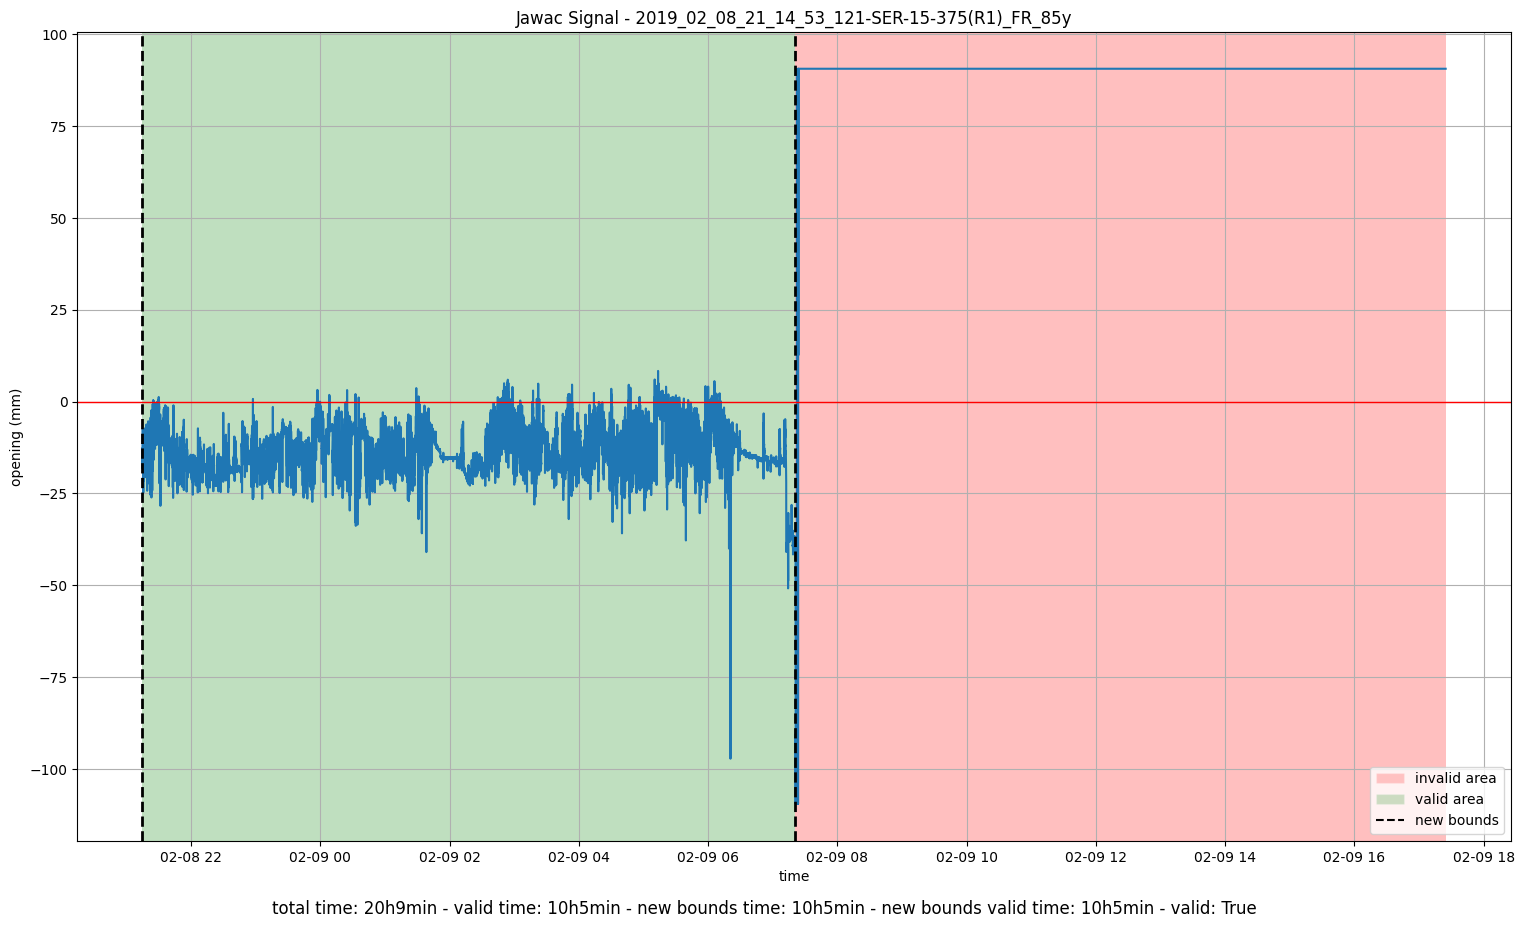 Jawac Signal - 2019_02_08_21_14_53_121-SER-15-375(R1)_FR_85y
100
75
50
25
0
−25
−50
−75
−100
opening (mm)
invalid area
valid area
new bounds
02-08 22
02-09 00
02-09 02
02-09 04
02-09 06
02-09 08
02-09 10
02-09 12
02-09 14
02-09 16
02-09 18
time
total time: 20h9min - valid time: 10h5min - new bounds time: 10h5min - new bounds valid time: 10h5min - valid: True